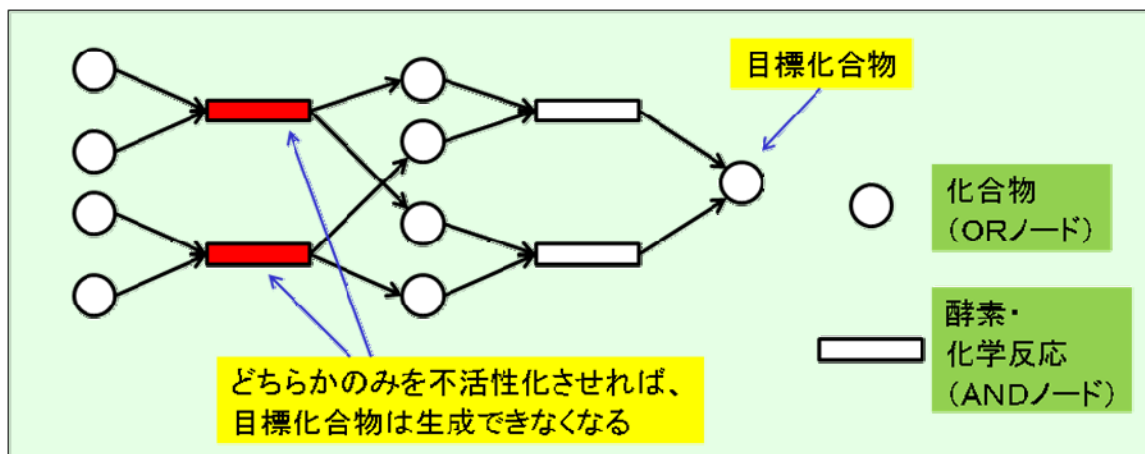 目標化合物
化合物
(ORノード)
酵素・
化学反応
(ANDノード)
どちらかのみを不活性化させれば、
目標化合物は生成できなくなる